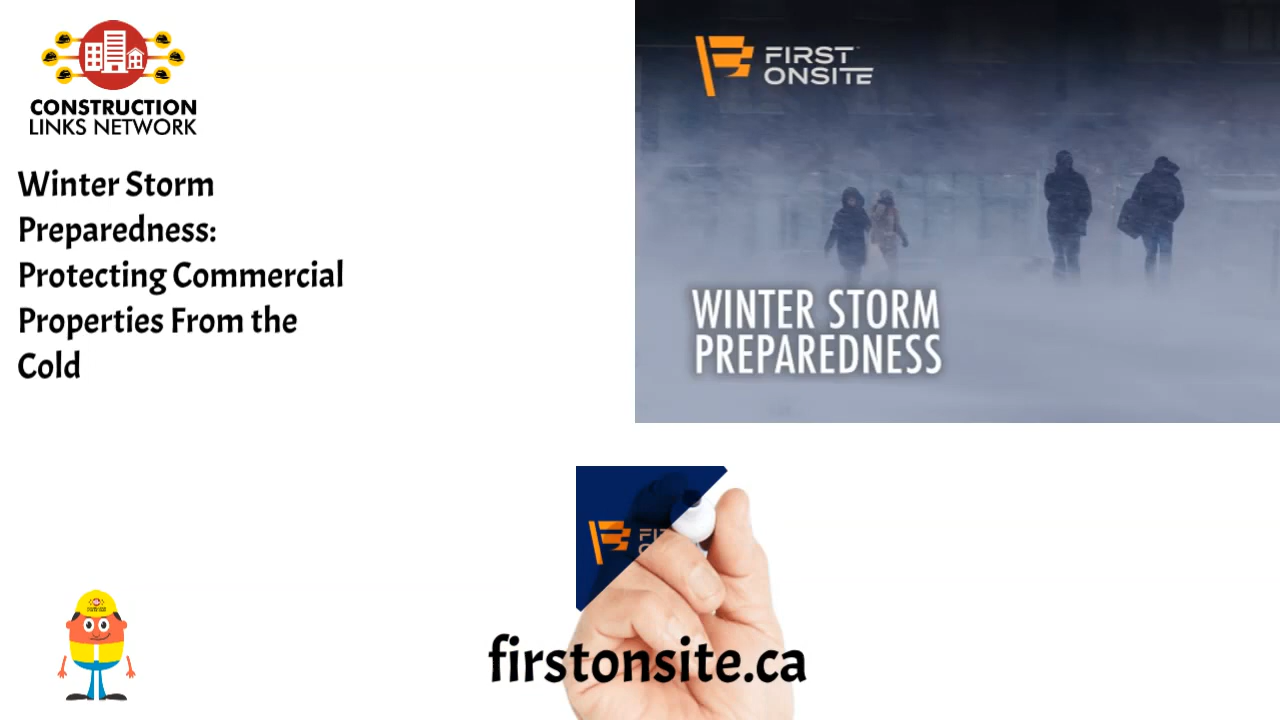 CONSTRUCTION
LINKS NETWORK
Winter Storm
Preparedness:
Protecting Commercial
Properties From the
Cold
FIRST
ONSITE
WINTER STORM
PREPAREDNESS
firstonsite.ca